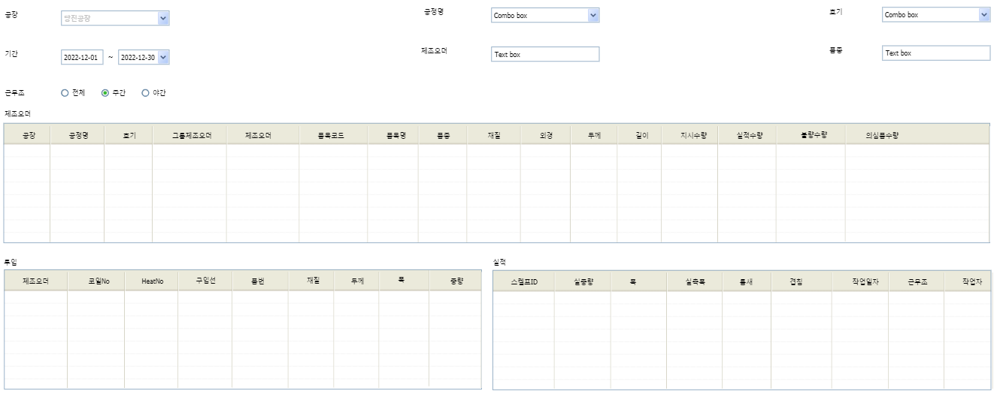 공장 당진공장 공정명 Combo box 호기 Combo box
기간 2022-12-01 ~ 2022-12-30 제조오더 Text box 품종 Text box
근무조 전체 주간 야간
제조오더
공장 공정명 호기 그룹제조오더 제조오더 품목코드 품목명 품종 재질 외경 두께 길이 지시수량 실적수량 불량수량 의심품수량
투입
제조오더 코일No HeatNo 구입선 품번 재질 두께 폭 중량
실적
스켈프ID 실중량 폭 실측폭 틈새 겹침 작업일자 근무조 작업자